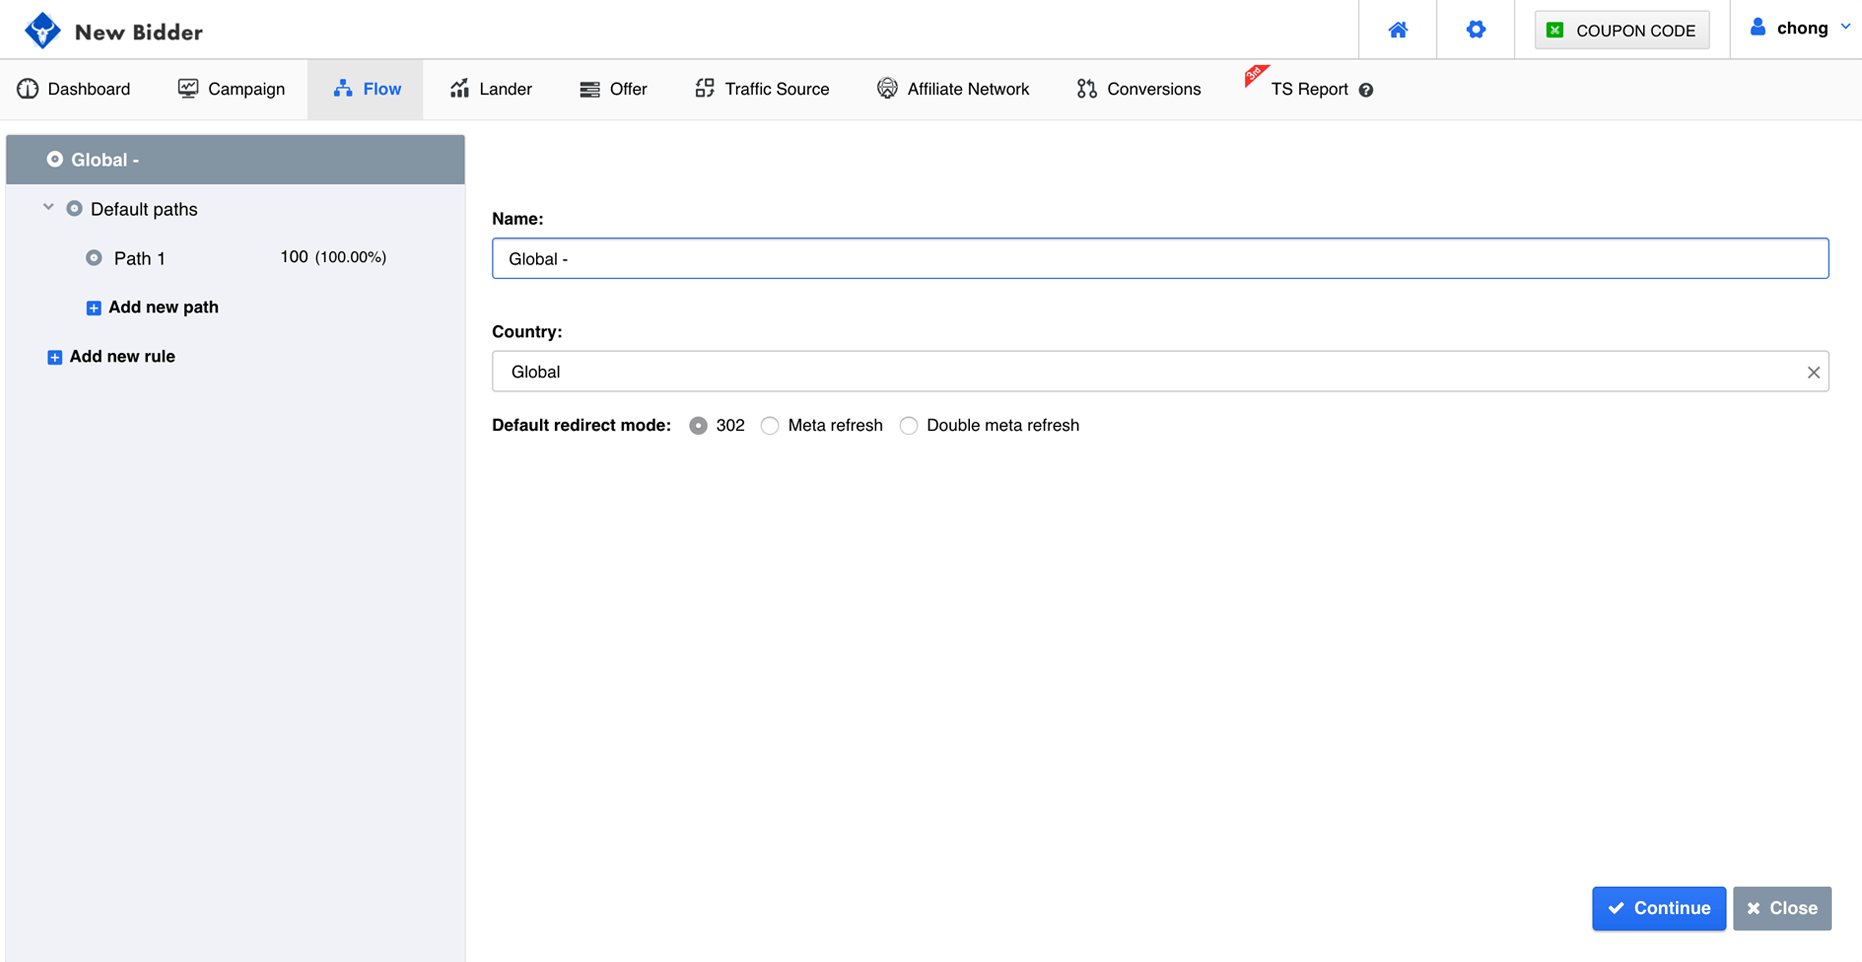 New Bidder
COUPON CODE
chong
Dashboard
Campaign
Flow
Lander
Offer
Traffic Source
Affiliate Network
Conversions
3rd
TS Report
Global -
Default paths
Path 1
100 (100.00%)
Add new path
Add new rule
Name:
Global -
Country:
Global
Default redirect mode: 302 Meta refresh Double meta refresh
Continue
Close